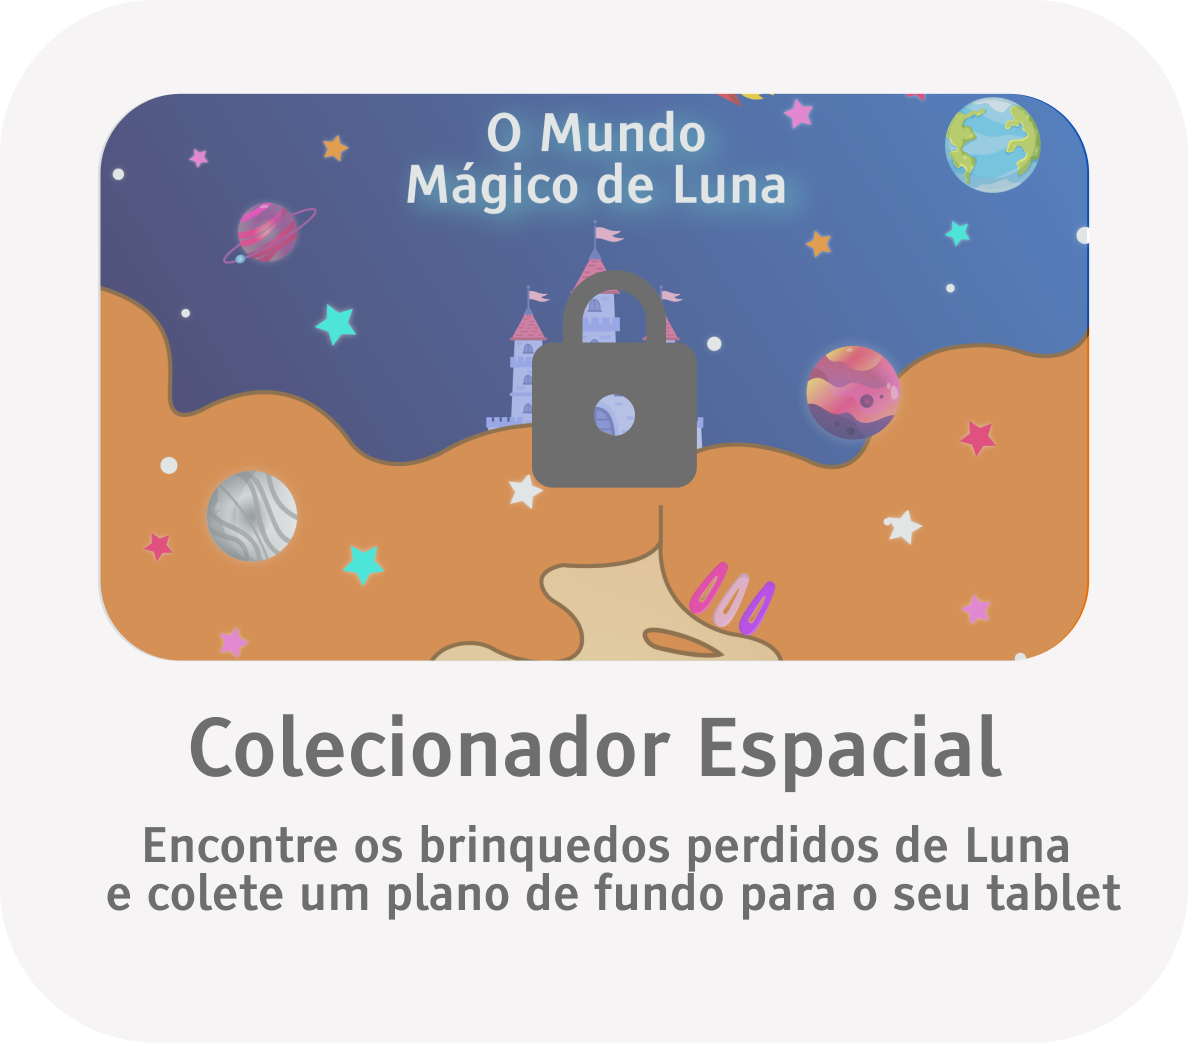 O Mundo
Mágico de Luna
Colecionador Espacial
Encontre os brinquedos perdidos de Luna
e colete um plano de fundo para o seu tablet